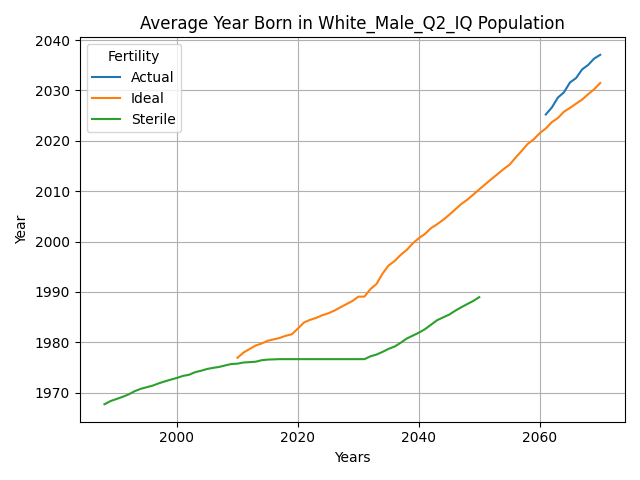 Average Year Born in White_Male_Q2_IQ Population
Fertility
Actual
Ideal
Sterile
Year
2040
2030
2020
2010
2000
1990
1980
1970
2000 2020 2040 2060
Years